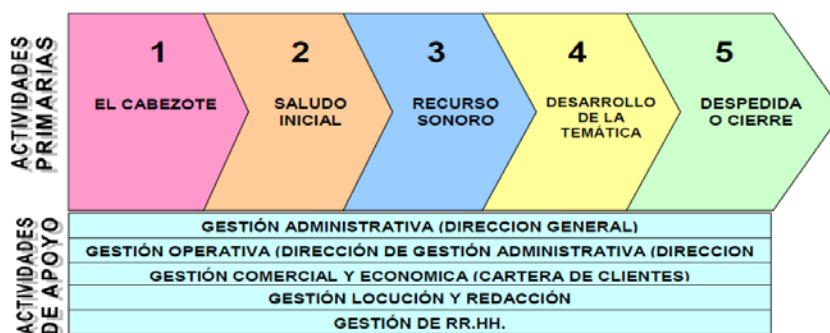 ACTIVIDADES
PRIMARIAS
1
EL CABEZOTE
2
SALUDO
INICIAL
3
RECURSO
SONORO
4
DESARROLLO
DE LA
TEMÁTICA
5
DESPEDIDA
O CIERRE
ACTIVIDADES
DE APOYO
GESTIÓN ADMINISTRATIVA (DIRECCION GENERAL)
GESTIÓN OPERATIVA (DIRECCIÓN DE GESTIÓN ADMINISTRATIVA (DIRECCION
GESTIÓN COMERCIAL Y ECONOMICA (CARTERA DE CLIENTES)
GESTIÓN LOCUCIÓN Y REDACCIÓN
GESTIÓN DE RR.HH.